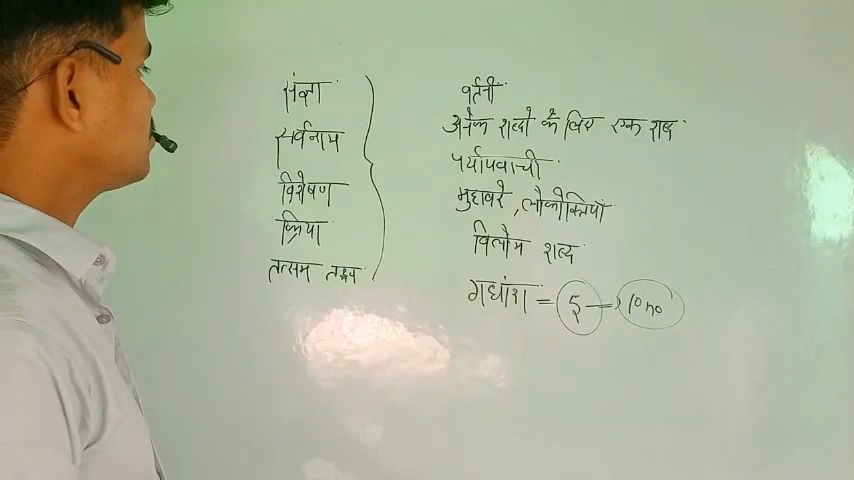 संज्ञा
सर्वनाम
विशेषण
क्रिया
तत्सम तद्भव
वर्तनी
अनेक शब्दो के लिए एक शब्द
पर्यायवाची
मुहावरे , लोकोक्तियाँ
विलोम शब्द
गद्यांश = 5 → 10 no